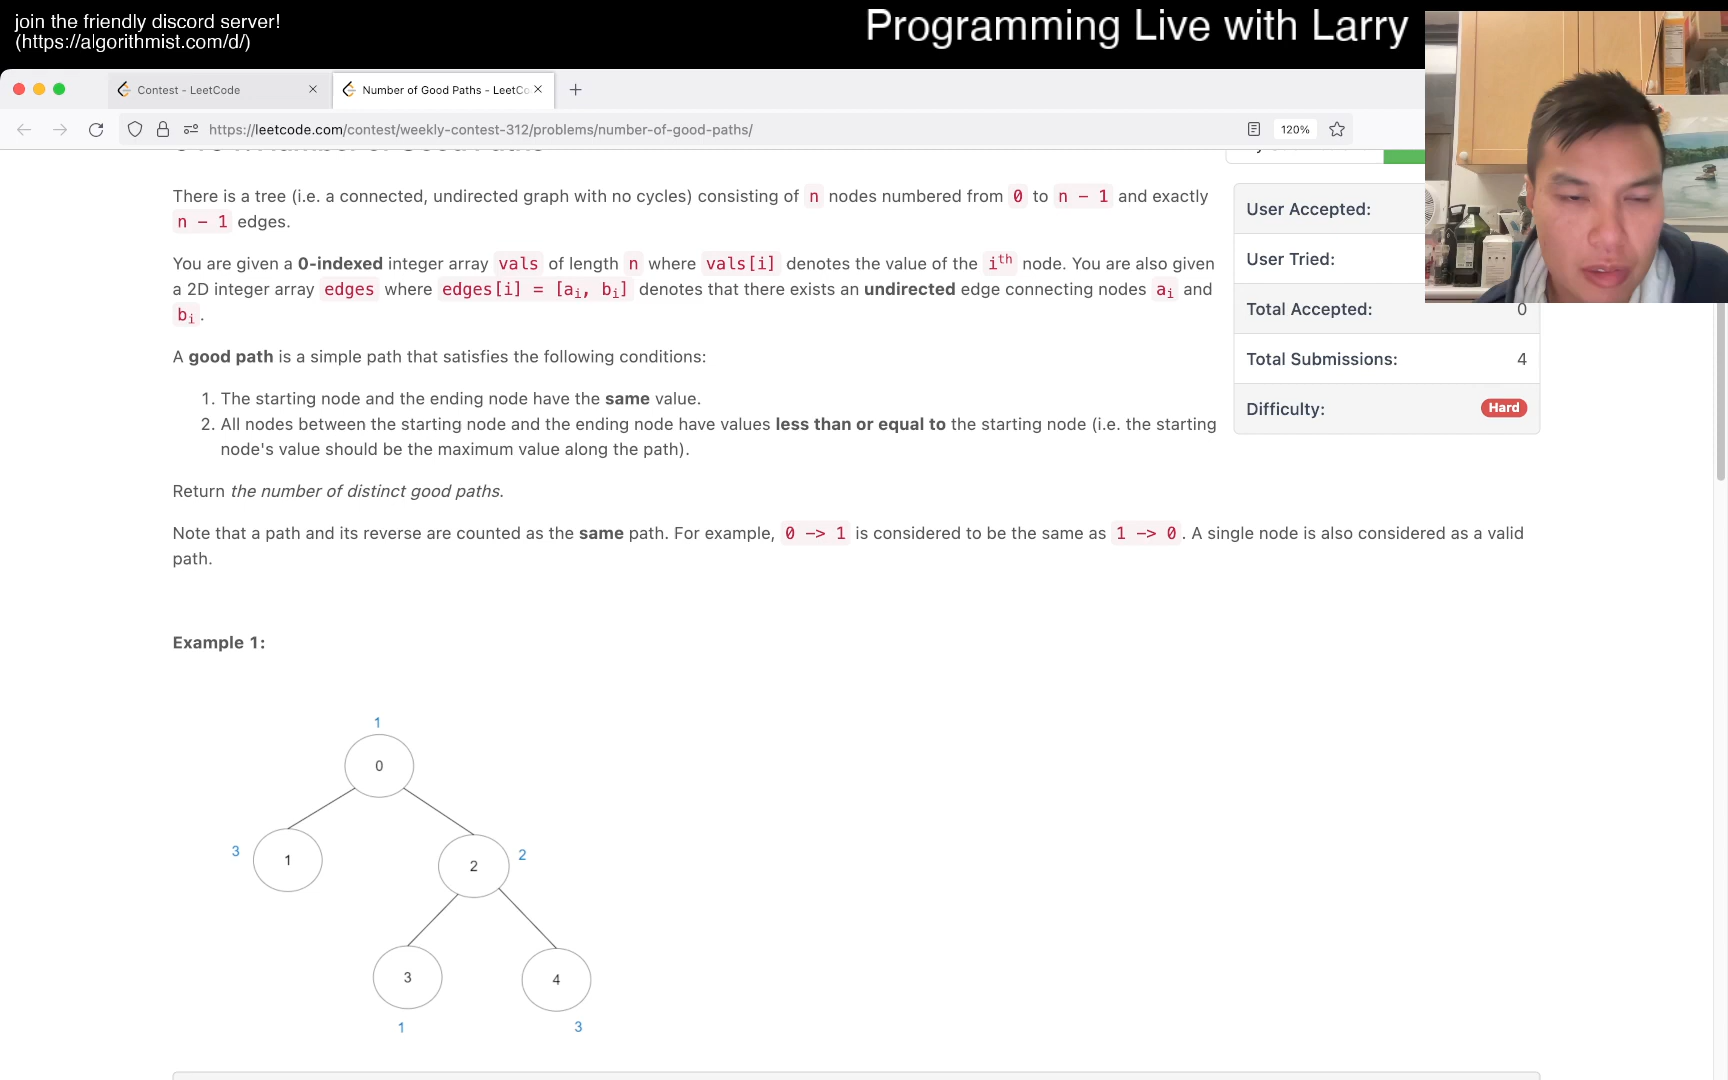 join the friendly discord server!
(https://algorithmist.com/d/)
Programming Live with Larry
Contest - LeetCode
Number of Good Paths - LeetCo
https://leetcode.com/contest/weekly-contest-312/problems/number-of-good-paths/
120%
There is a tree (i.e. a connected, undirected graph with no cycles) consisting of n nodes numbered from 0 to n - 1 and exactly
n - 1 edges.
You are given a 0-indexed integer array vals of length n where vals[i] denotes the value of the ith node. You are also given
a 2D integer array edges where edges[i] = [ai, bi] denotes that there exists an undirected edge connecting nodes ai and
bi.
A good path is a simple path that satisfies the following conditions:
1. The starting node and the ending node have the same value.
2. All nodes between the starting node and the ending node have values less than or equal to the starting node (i.e. the starting
node's value should be the maximum value along the path).
Return the number of distinct good paths.
Note that a path and its reverse are counted as the same path. For example, 0 -> 1 is considered to be the same as 1 -> 0. A single node is also considered as a valid
path.
User Accepted:
User Tried:
Total Accepted: 0
Total Submissions: 4
Difficulty: Hard
Example 1:
1
0
3
1
2
2
3
4
1
3